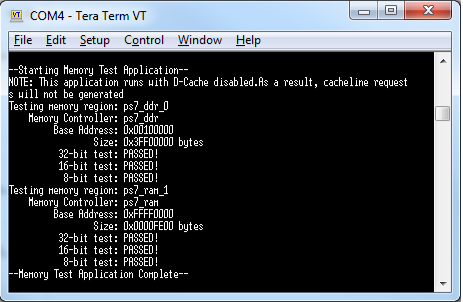 COM4 - Tera Term VT
File Edit Setup Control Window Help
--Starting Memory Test Application--
NOTE: This application runs with D-Cache disabled.As a result, cacheline request
s will not be generated
Testing memory region: ps7_ddr_0
Memory Controller: ps7_ddr
Base Address: 0x00100000
Size: 0x3FF00000 bytes
32-bit test: PASSED!
16-bit test: PASSED!
8-bit test: PASSED!
Testing memory region: ps7_ram_1
Memory Controller: ps7_ram
Base Address: 0xFFFF0000
Size: 0x0000FE00 bytes
32-bit test: PASSED!
16-bit test: PASSED!
8-bit test: PASSED!
--Memory Test Application Complete--